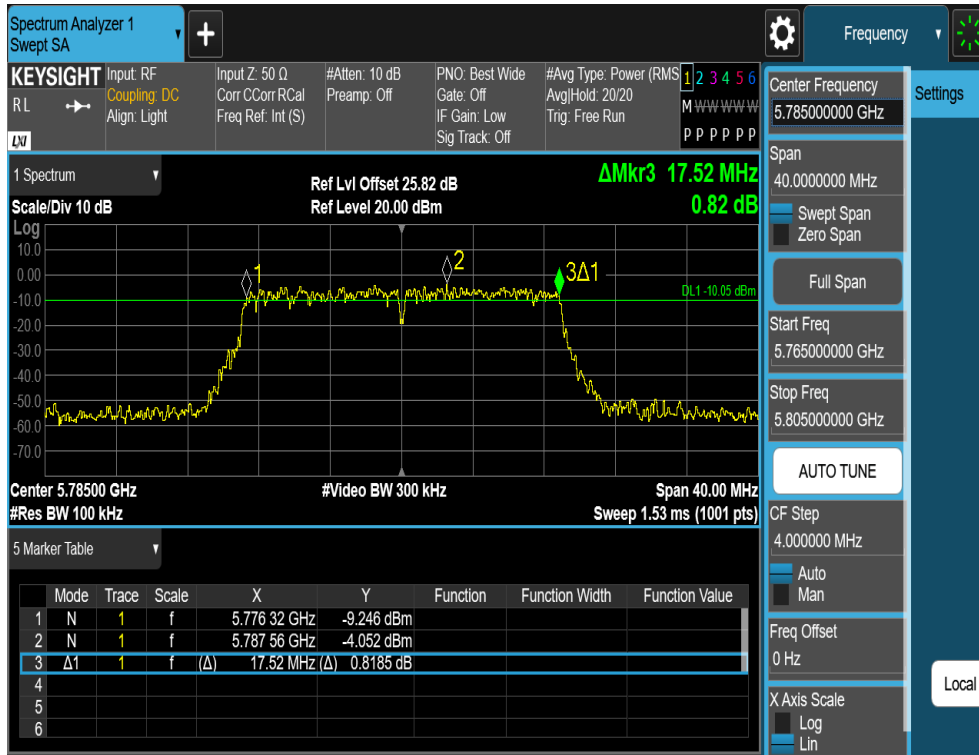 Spectrum Analyzer 1
Swept SA
+
Frequency
KEYSIGHT
RL
LXI
Input: RF
Coupling: DC
Align: Light
Input Z: 50 Ω
Corr CCorr RCal
Freq Ref: Int (S)
#Atten: 10 dB
Preamp: Off
PNO: Best Wide
Gate: Off
IF Gain: Low
Sig Track: Off
#Avg Type: Power (RMS
Avg|Hold: 20/20
Trig: Free Run
1 2 3 4 5 6
M W W W W W
P P P P P P
1 Spectrum
Scale/Div 10 dB
Ref Lvl Offset 25.82 dB
Ref Level 20.00 dBm
ΔMkr3 17.52 MHz
0.82 dB
Log
10.0
0.00
-10.0
-20.0
-30.0
-40.0
-50.0
-60.0
-70.0
1
2
3Δ1
DL1 -10.05 dBm
Center 5.78500 GHz
#Video BW 300 kHz
Span 40.00 MHz
#Res BW 100 kHz
Sweep 1.53 ms (1001 pts)
5 Marker Table
Mode Trace Scale X Y Function Function Width Function Value
1 N 1 f 5.776 32 GHz -9.246 dBm
2 N 1 f 5.787 56 GHz -4.052 dBm
3 Δ1 1 f (Δ) 17.52 MHz (Δ) 0.8185 dB
4
5
6
Center Frequency
5.785000000 GHz
Span
40.0000000 MHz
Swept Span
Zero Span
Full Span
Start Freq
5.765000000 GHz
Stop Freq
5.805000000 GHz
AUTO TUNE
CF Step
4.000000 MHz
Auto
Man
Freq Offset
0 Hz
X Axis Scale
Log
Lin
Settings
Local